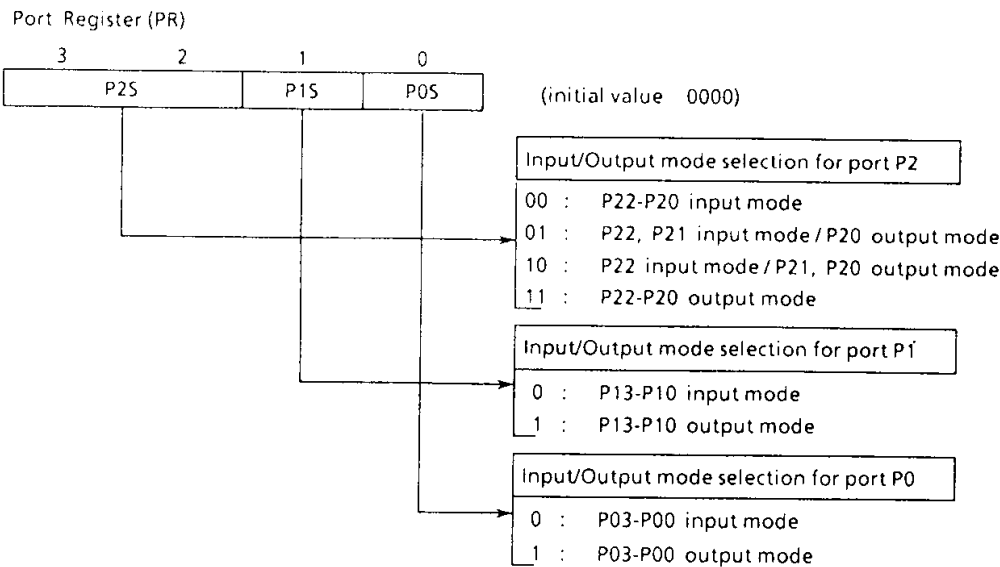 Port Register (PR)
3 2 1 0
P2S P1S P0S
(initial value 0000)
Input/Output mode selection for port P2
00 : P22-P20 input mode
01 : P22, P21 input mode / P20 output mode
10 : P22 input mode / P21, P20 output mode
11 : P22-P20 output mode
Input/Output mode selection for port P1
0 : P13-P10 input mode
1 : P13-P10 output mode
Input/Output mode selection for port P0
0 : P03-P00 input mode
1 : P03-P00 output mode